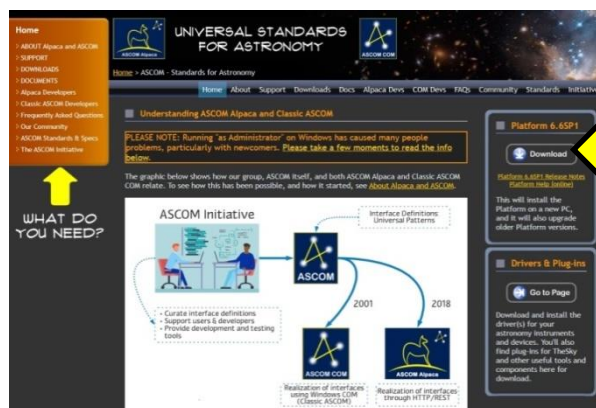 Home
> ABOUT Alpaca and ASCOM
> SUPPORT
> DOWNLOADS
> DOCUMENTS
> Alpaca Developers
> Classic ASCOM Developers
> Frequently Asked Questions
> Our Community
> ASCOM Standards & Specs
> The ASCOM Initiative
WHAT DO
YOU NEED?
ASCOM Alpaca
UNIVERSAL STANDARDS
FOR ASTRONOMY
ASCOM COM
Home > ASCOM - Standards for Astronomy
Home About Support Downloads Docs Alpaca Devs COM Devs FAQs Community Standards Initiative
Understanding ASCOM Alpaca and Classic ASCOM
PLEASE NOTE: Running "as Administrator" on Windows has caused many people
problems, particularly with newcomers. Please take a few moments to read the info
below.
The graphic below shows how our group, ASCOM itself, and both ASCOM Alpaca and Classic ASCOM
COM relate. To see how this has been possible, and how it started, see About Alpaca and ASCOM.
ASCOM Initiative
Interface Definitions
Universal Patterns
ASCOM
- Curate interface definitions
- Support users & developers
- Provide development and testing
tools
2001
2018
ASCOM COM
ASCOM Alpaca
Realization of interfaces
using Windows COM
(Classic ASCOM)
Realization of interfaces
through HTTP/REST
Platform 6.6SP1
Download
Platform 6.6SP1 Release Notes
Platform Help (online)
This will install the
Platform on a new PC,
and it will also upgrade
older Platform versions.
Drivers & Plug-ins
Go to Page
Download and install the
driver(s) for your
astronomy instruments
and devices. You'll also
find plug-ins for TheSky
and other useful tools and
components here for
download.